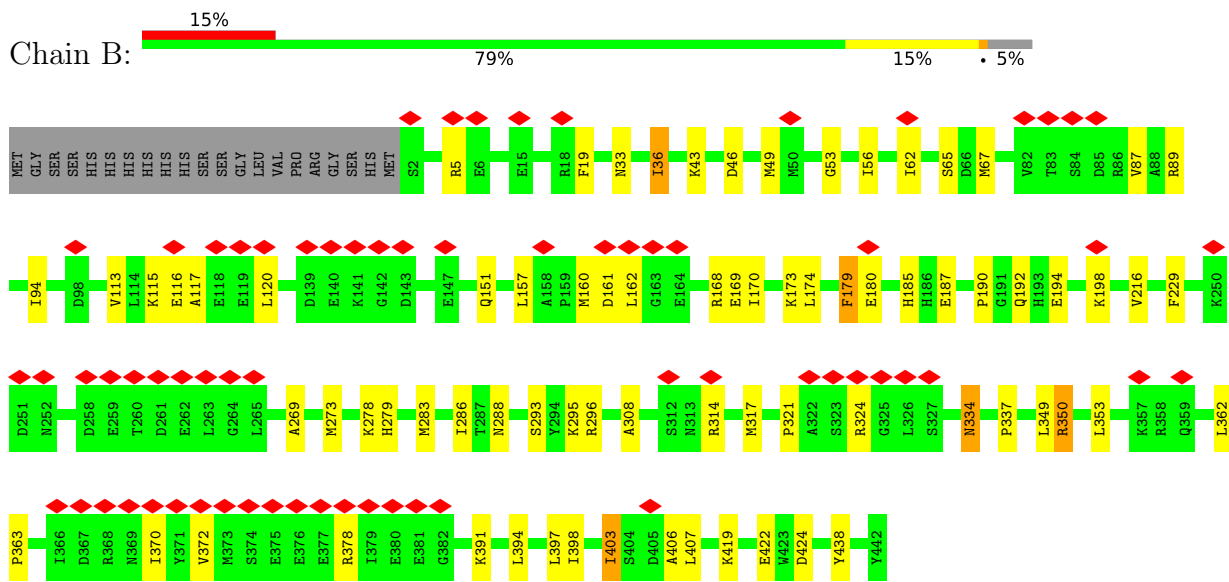 15%
Chain B:
79% 15% • 5%
MET GLY SER SER HIS HIS HIS HIS HIS HIS SER SER GLY LEU VAL PRO ARG GLY SER HIS MET S2 R5 E6 E15 R18 F19 N33 I36 K43 D46 M49 M50 G53 I56 I62 S65 D66 M67 V82 T83 S84 D85 R86 V87 A88 R89
I94 D98 V113 L114 K115 E116 A117 E118 E119 L120 D139 E140 K141 G142 D143 E147 Q151 L157 A158 P159 M160 D161 L162 G163 E164 R168 E169 I170 K173 L174 F179 E180 H185 H186 E187 P190 G191 Q192 H193 E194 K198 V216 F229 K250
D251 N252 D258 E259 T260 D261 E262 L263 G264 L265 A269 M273 K278 H279 M283 I286 T287 N288 S293 Y294 K295 R296 A308 S312 N313 R314 M317 P321 A322 S323 R324 G325 L326 S327 N334 P337 L349 R350 L353 K357 R358 Q359 L362
P363 I366 D367 R368 N369 I370 Y371 V372 M373 S374 E375 E376 E377 R378 I379 E380 E381 G382 K391 L394 L397 I398 I403 S404 D405 A406 L407 K419 E422 W423 D424 Y438 Y442